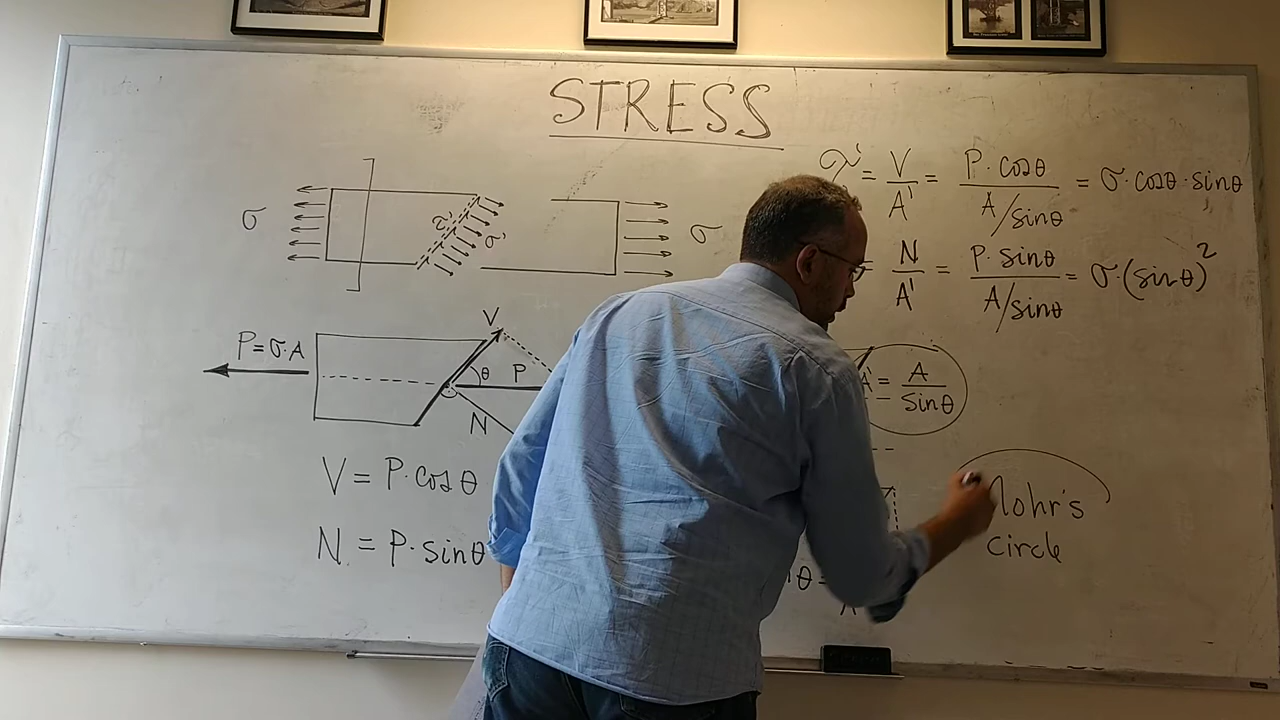 STRESS
τ' = V/A' = P·cosθ / A/sinθ = σ·cosθ·sinθ
= N/A' = P·sinθ / A/sinθ = σ·(sinθ)²
σ
τ'
σ'
σ
P=σ·A
V
θ
P
N
A' = A/sinθ
V = P·cosθ
N = P·sinθ
Mohr's
circle